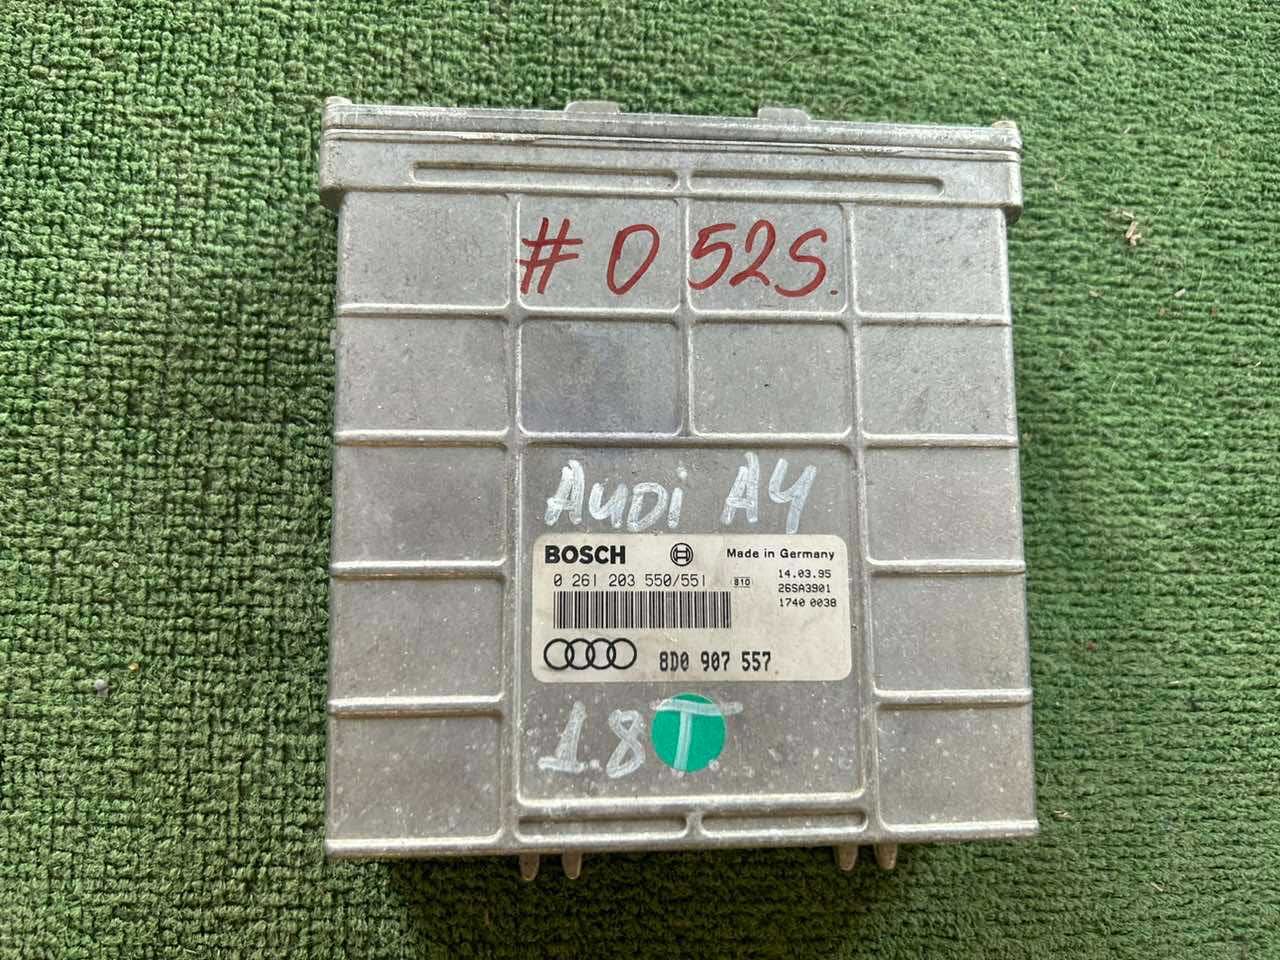 # 0 52S.
AUDi A4
BOSCH Made in Germany
0 261 203 550/551 810 14.03.95
26SA3901
1740 0038
8D0 907 557
1.8T.